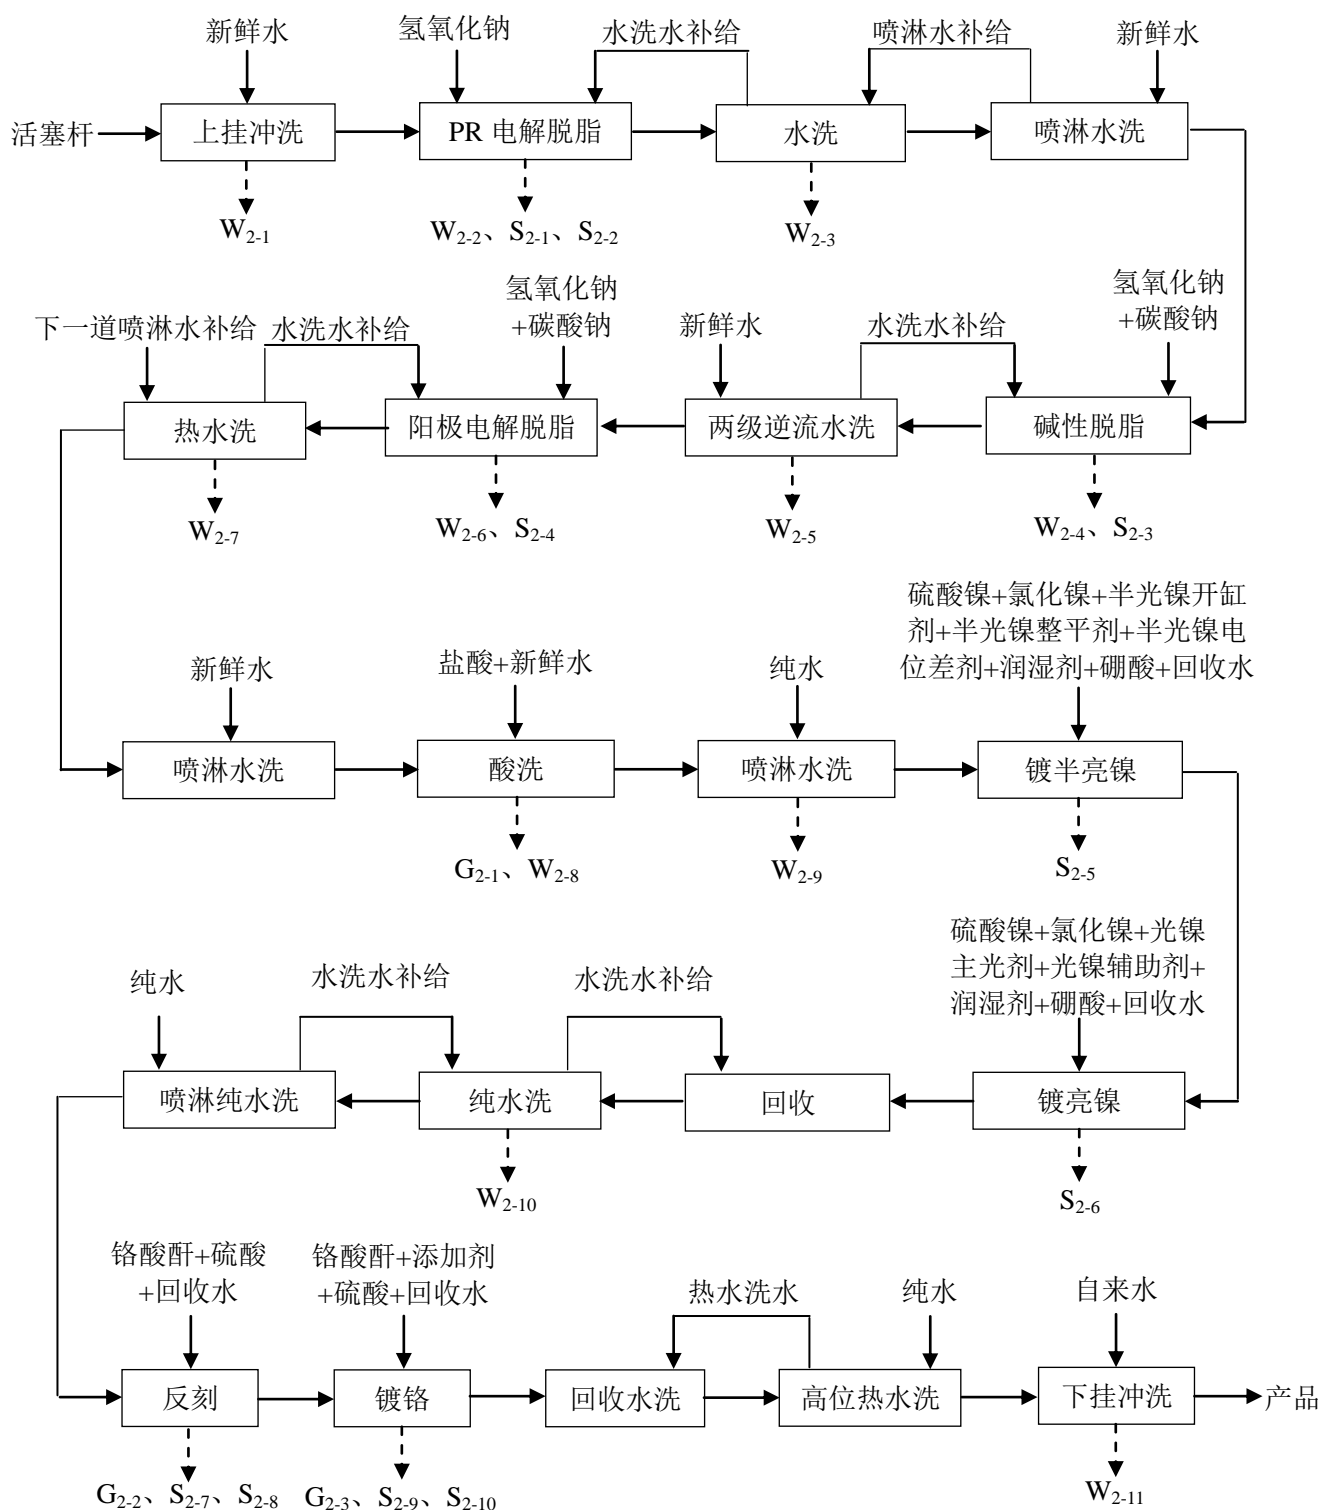 新鲜水
氢氧化钠
水洗水补给
喷淋水补给
新鲜水
活塞杆
上挂冲洗
PR 电解脱脂
水洗
喷淋水洗
W2-1
W2-2、S2-1、S2-2
W2-3
下一道喷淋水补给
水洗水补给
氢氧化钠
+碳酸钠
新鲜水
水洗水补给
氢氧化钠
+碳酸钠
热水洗
阳极电解脱脂
两级逆流水洗
碱性脱脂
W2-7
W2-6、S2-4
W2-5
W2-4、S2-3
新鲜水
盐酸+新鲜水
纯水
硫酸镍+氯化镍+半光镍开缸
剂+半光镍整平剂+半光镍电
位差剂+润湿剂+硼酸+回收水
喷淋水洗
酸洗
喷淋水洗
镀半亮镍
G2-1、W2-8
W2-9
S2-5
纯水
水洗水补给
水洗水补给
硫酸镍+氯化镍+光镍
主光剂+光镍辅助剂+
润湿剂+硼酸+回收水
喷淋纯水洗
纯水洗
回收
镀亮镍
W2-10
S2-6
铬酸酐+硫酸
+回收水
铬酸酐+添加剂
+硫酸+回收水
热水洗水
纯水
自来水
反刻
镀铬
回收水洗
高位热水洗
下挂冲洗
产品
G2-2、S2-7、S2-8
G2-3、S2-9、S2-10
W2-11